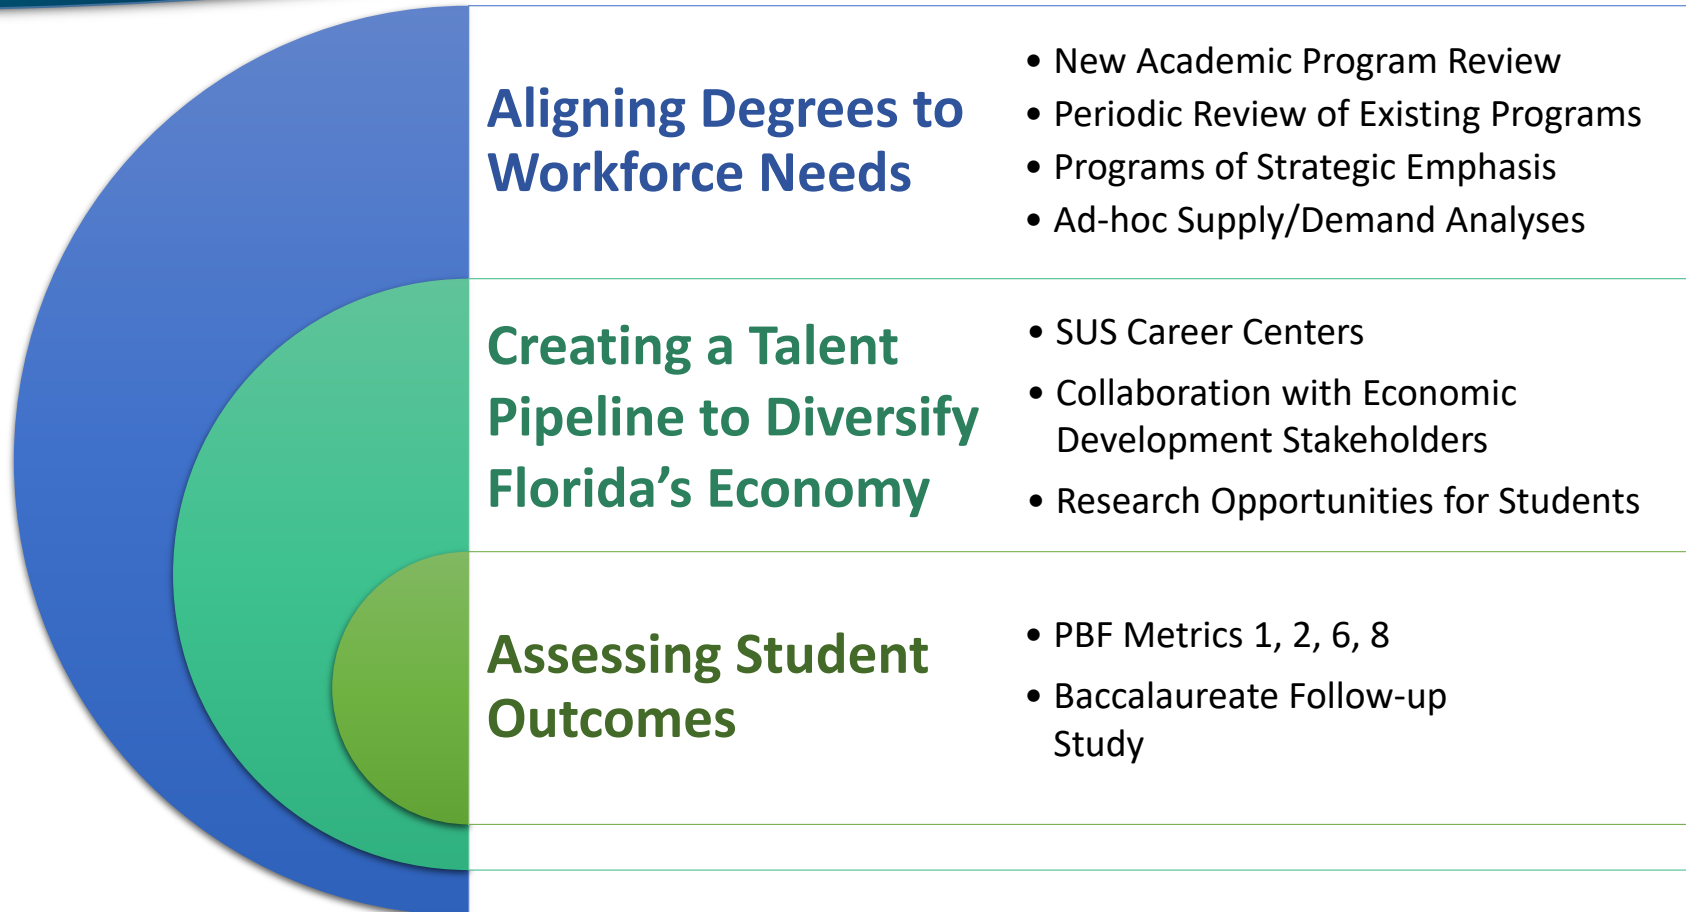 Aligning Degrees to
Workforce Needs
• New Academic Program Review
• Periodic Review of Existing Programs
• Programs of Strategic Emphasis
• Ad-hoc Supply/Demand Analyses
Creating a Talent
Pipeline to Diversify
Florida’s Economy
• SUS Career Centers
• Collaboration with Economic
Development Stakeholders
• Research Opportunities for Students
Assessing Student
Outcomes
• PBF Metrics 1, 2, 6, 8
• Baccalaureate Follow-up
Study